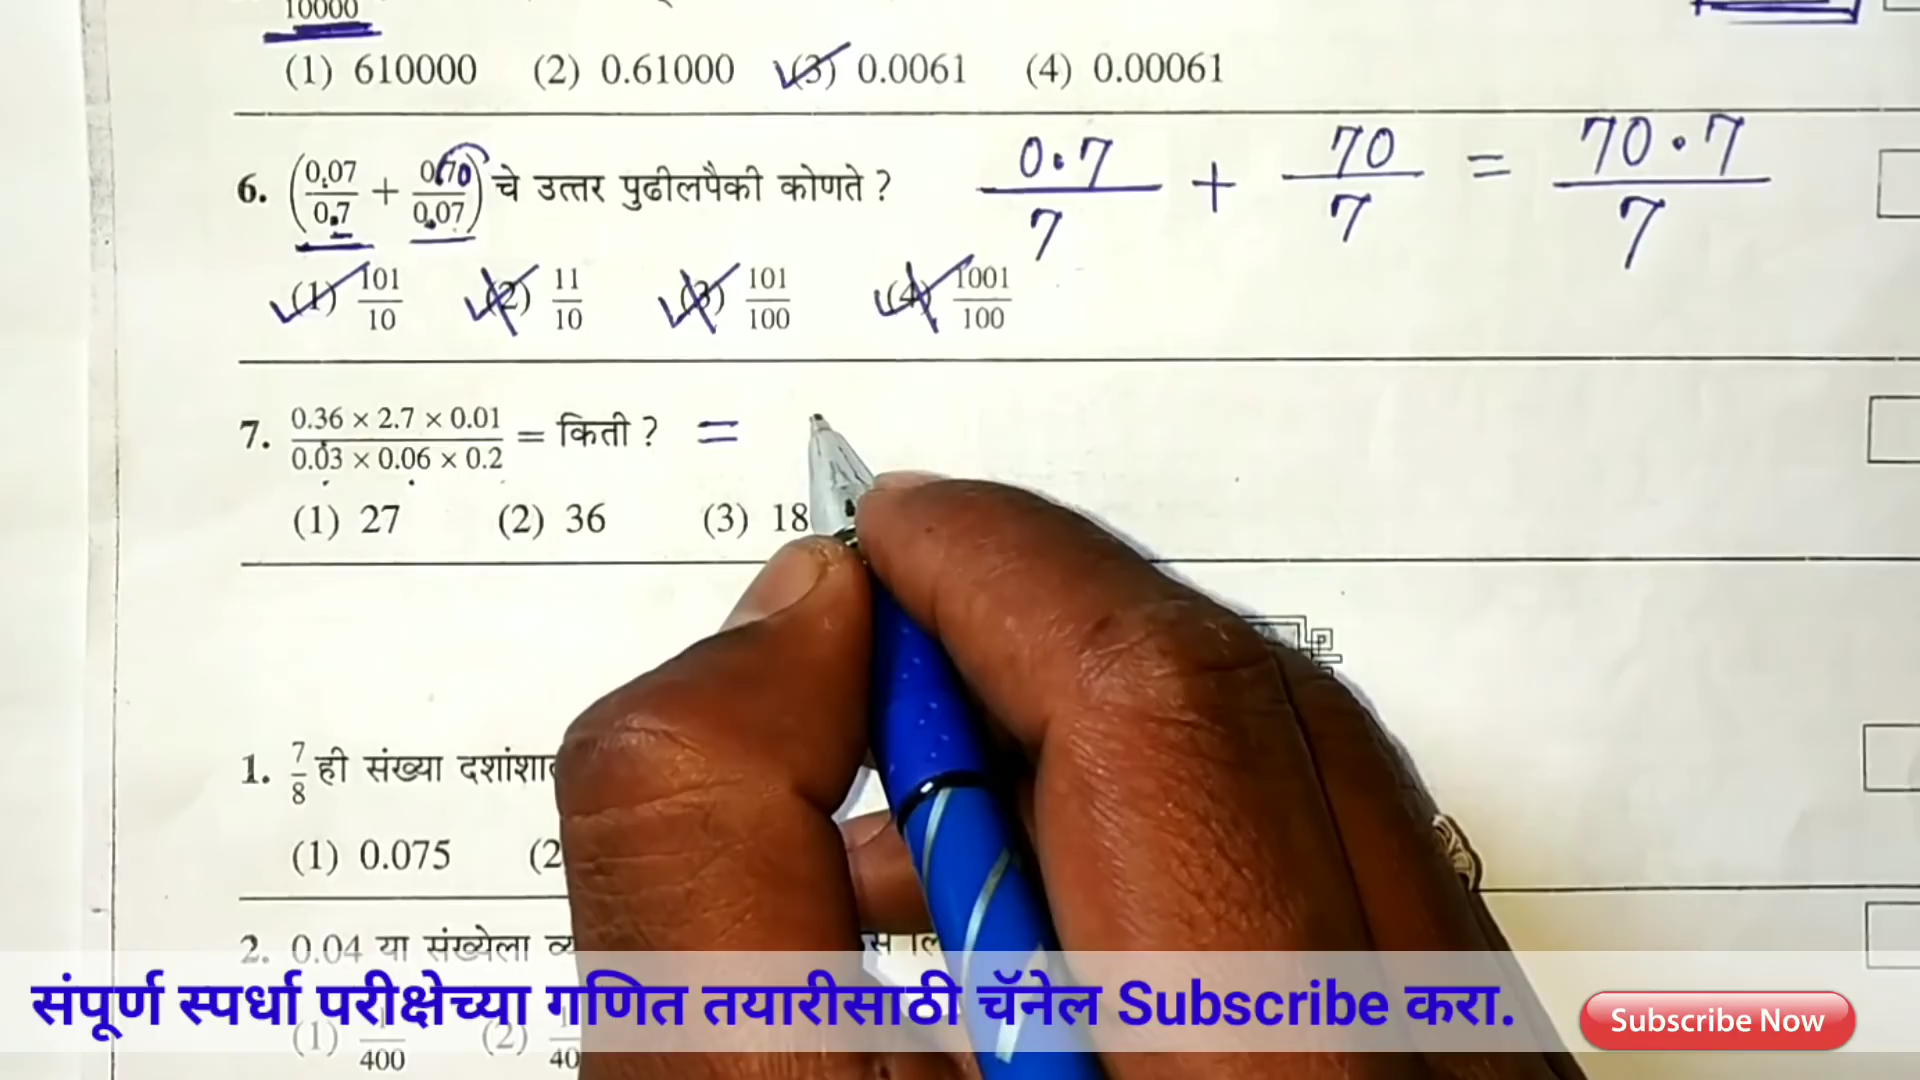 10000
(1) 610000 (2) 0.61000 (3) 0.0061 (4) 0.00061
6. (0.07/0.7 + 0.70/0.07) चे उत्तर पुढीलपैकी कोणते ? 0.7/7 + 70/7 = 70.7/7
(1) 101/10 (2) 11/10 (3) 101/100 (4) 1001/100
7. 0.36 × 2.7 × 0.01 / 0.03 × 0.06 × 0.2 = किती ? =
(1) 27 (2) 36 (3) 18
1. 7/8 ही संख्या
(1) 0.075 (2
2. 0.04 या संख्येला
संपूर्ण स्पर्धा परीक्षेच्या गणित तयारीसाठी चॅनेल Subscribe करा.
Subscribe Now
(1) 1/400 (2)